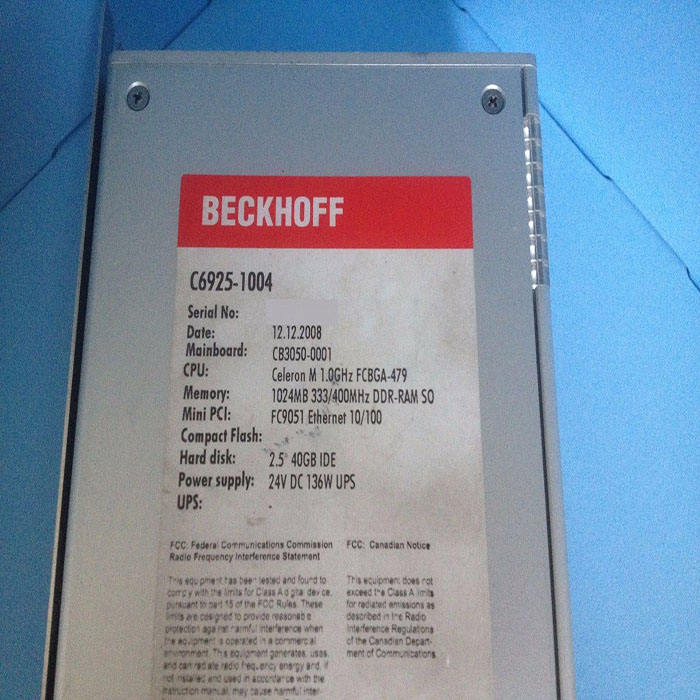 BECKHOFF
C6925-1004
Serial No:
Date: 12.12.2008
Mainboard: CB3050-0001
CPU: Celeron M 1.0GHz FCBGA-479
Memory: 1024MB 333/400MHz DDR-RAM SO
Mini PCI: FC9051 Ethernet 10/100
Compact Flash: -
Hard disk: 2.5" 40GB IDE
Power supply: 24V DC 136W UPS
UPS: -
FCC: Federal Communications Commission
Radio Frequency Interference Statement
This equipment has been tested and found to
comply with the limits for Class A digital device,
pursuant to part 15 of the FCC Rules. These
limits are designed to provide reasonable
protection against harmful interference when
the equipment is operated in a commercial
environment. This equipment generates, uses,
and can radiate radio frequency energy and, if
not installed and used in accordance with the
instruction manual, may cause harmful inter-
FCC: Canadian Notice
This equipment does not
exceed the Class A limits
for radiated emissions as
described in the Radio
Interference Regulations
of the Canadian Depart-
ment of Communications.